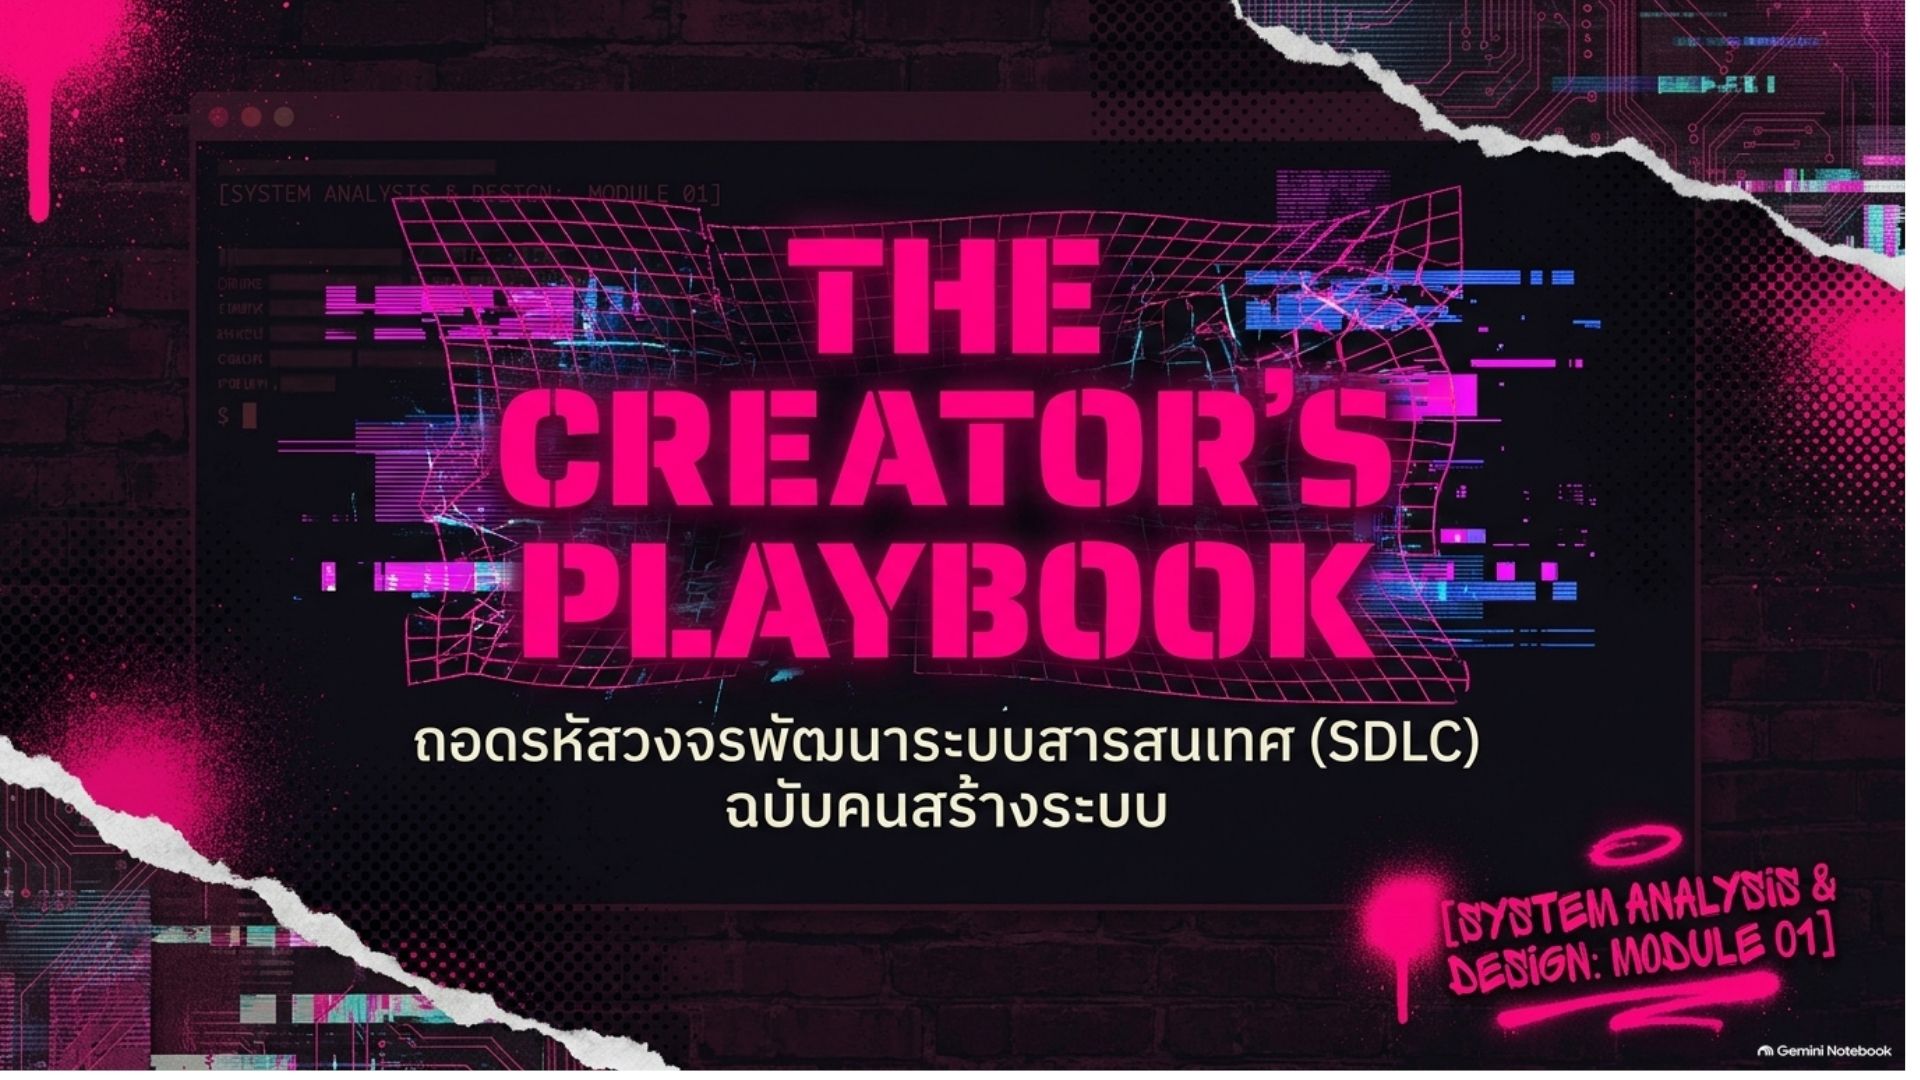 [SYSTEM ANALYSIS & DESIGN: MODULE 01]
THE
CREATOR’S
PLAYBOOK
ถอดรหัสวงจรพัฒนาระบบสารสนเทศ (SDLC)
ฉบับคนสร้างระบบ
$
[SYSTEM ANALYSIS &
DESIGN: MODULE 01]
Gemini Notebook